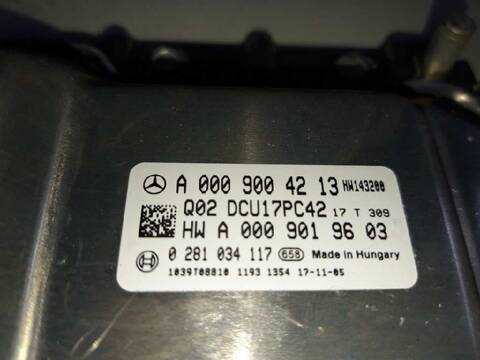 A 000 900 42 13 HW143200
Q02 DCU17PC42 17 T 309
HW A 000 901 96 03
0 281 034 117 658 Made in Hungary
1039T08810 1193 1354 17-11-05